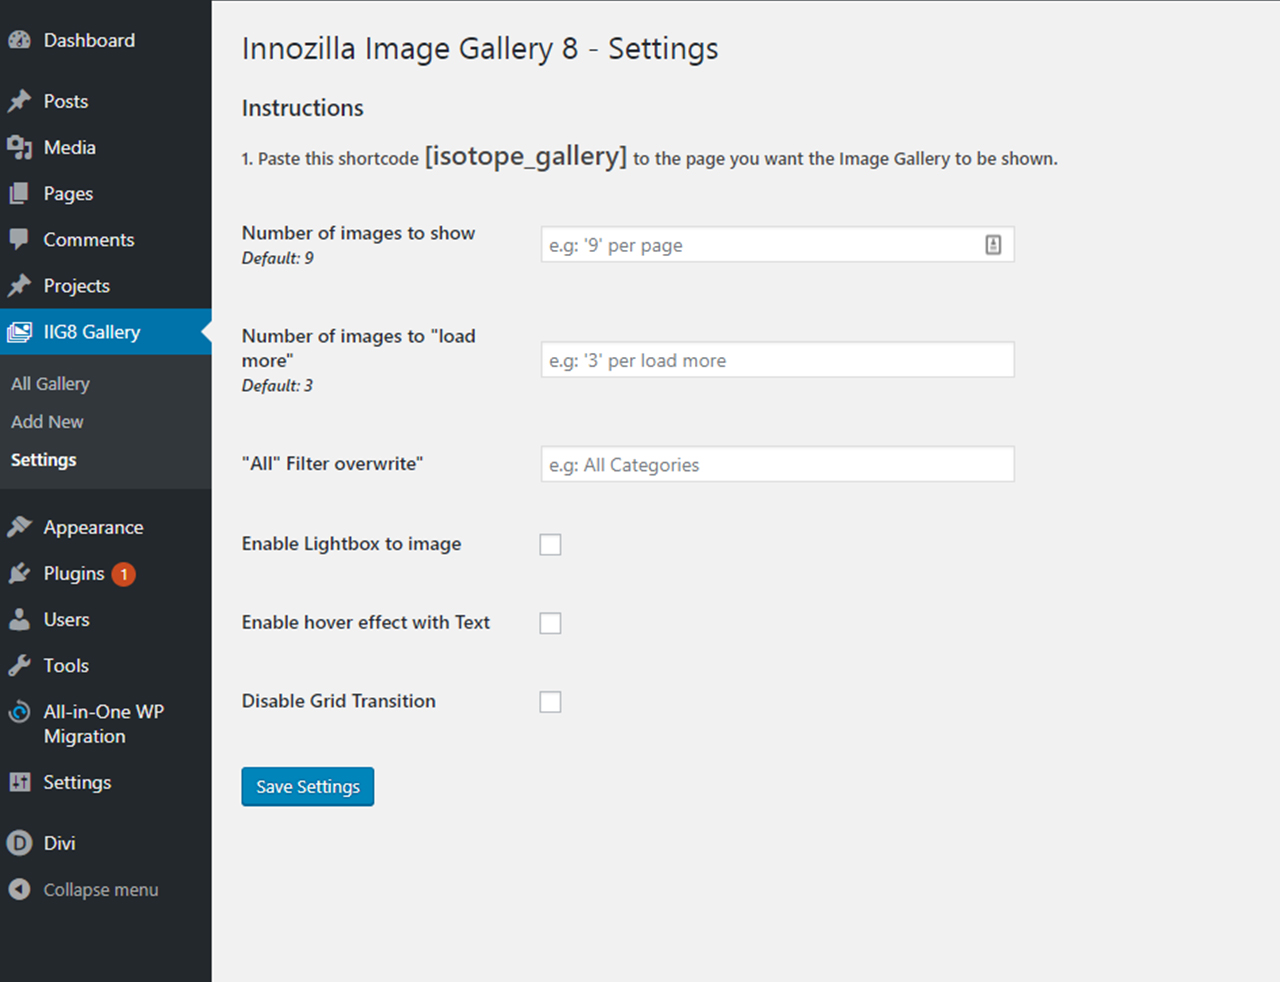 Dashboard
Posts
Media
Pages
Comments
Projects
IIG8 Gallery
All Gallery
Add New
Settings
Appearance
Plugins 1
Users
Tools
All-in-One WP
Migration
Settings
D Divi
Collapse menu
Innozilla Image Gallery 8 - Settings
Instructions
1. Paste this shortcode [isotope_gallery] to the page you want the Image Gallery to be shown.
Number of images to show
Default: 9
e.g: '9' per page
Number of images to "load
more"
Default: 3
e.g: '3' per load more
"All" Filter overwrite"
e.g: All Categories
Enable Lightbox to image
Enable hover effect with Text
Disable Grid Transition
Save Settings